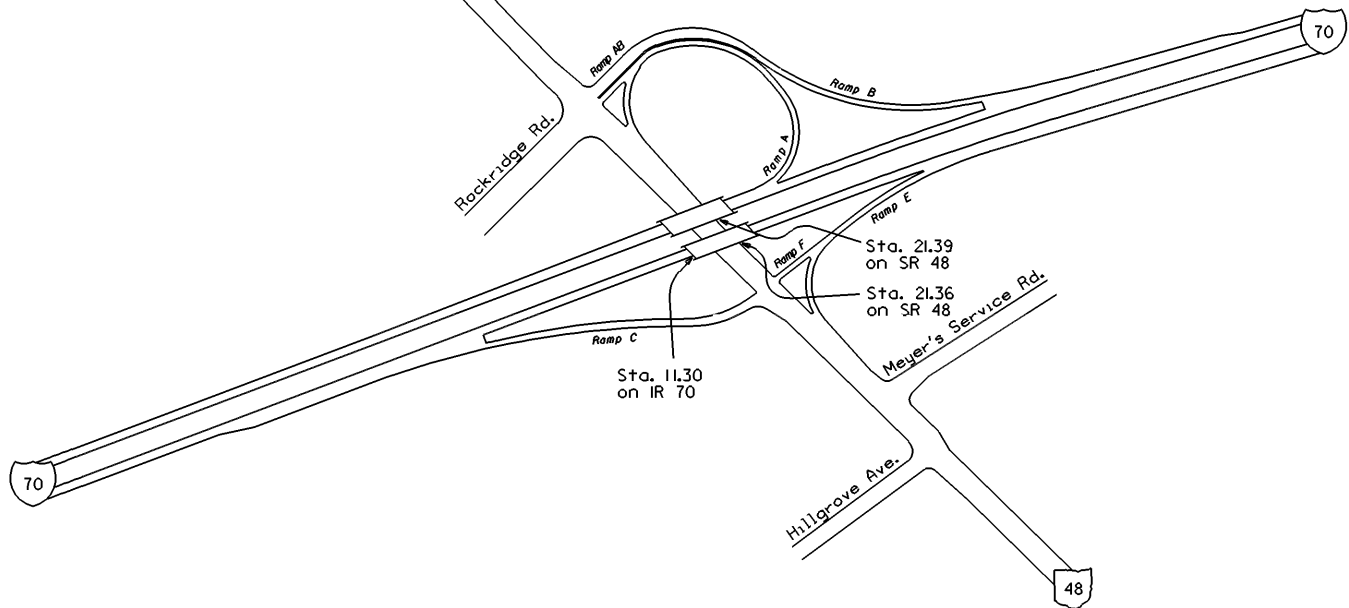 70
Ramp AB
Ramp B
Rockridge Rd.
Ramp A
Ramp E
Ramp F
Sta. 21.39
on SR 48
Sta. 21.36
on SR 48
Meyer's Service Rd.
Ramp C
Sta. 11.30
on IR 70
70
Hillgrove Ave.
48